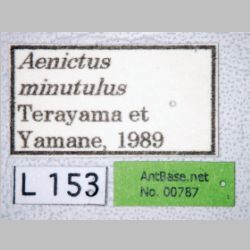 Aenictus
minutulus
Terayama et
Yamane, 1989
L 153
AntBase.net
No. 00787